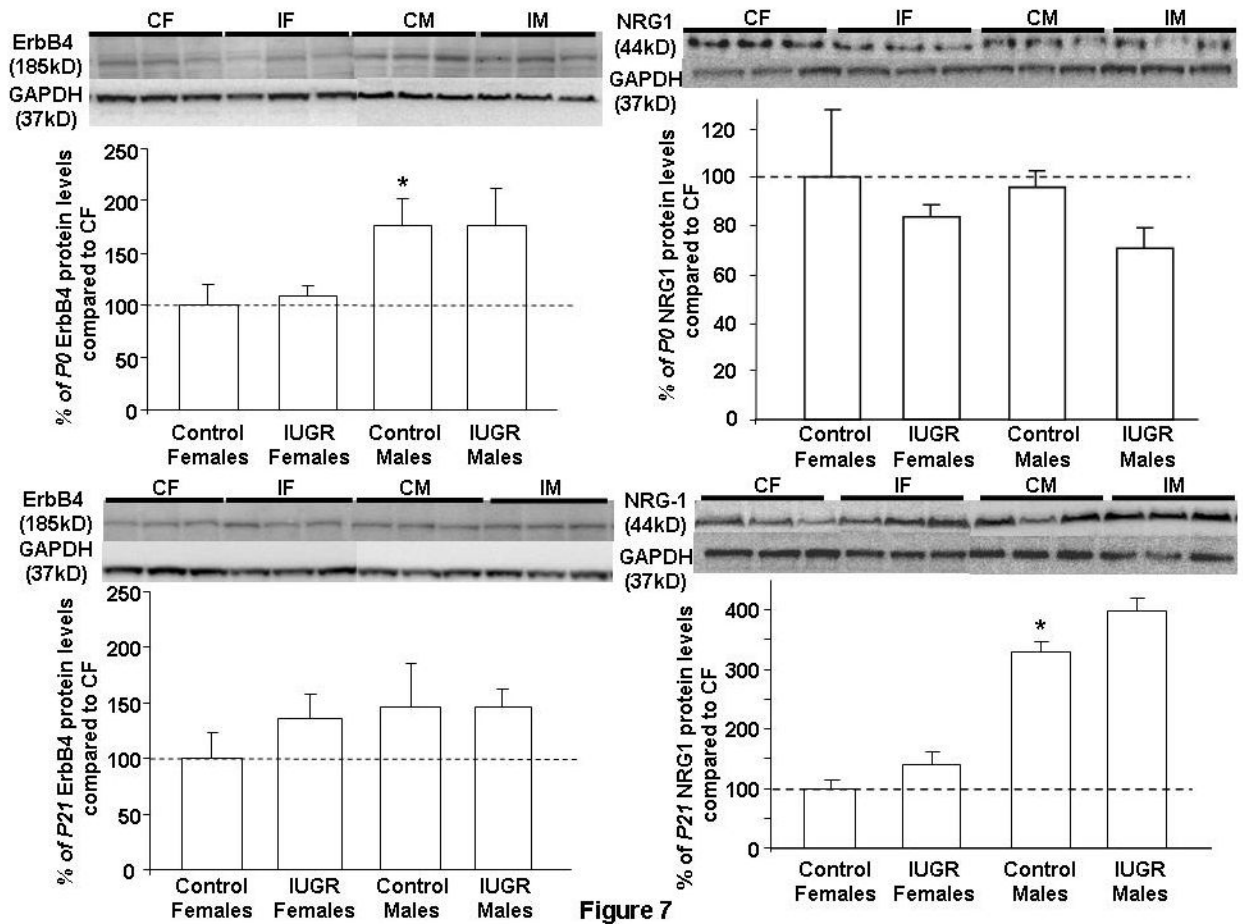 CF IF CM IM
ErbB4
(185kD)
GAPDH
(37kD)
% of P0 ErbB4 protein levels
compared to CF
250
200
150
100
50
0
*
Control
Females
IUGR
Females
Control
Males
IUGR
Males
CF IF CM IM
NRG1
(44kD)
GAPDH
(37kD)
% of P0 NRG1 protein levels
compared to CF
120
100
80
60
40
20
0
Control
Females
IUGR
Females
Control
Males
IUGR
Males
CF IF CM IM
ErbB4
(185kD)
GAPDH
(37kD)
% of P21 ErbB4 protein levels
compared to CF
250
200
150
100
50
0
Control
Females
IUGR
Females
Control
Males
IUGR
Males
CF IF CM IM
NRG-1
(44kD)
GAPDH
(37kD)
% of P21 NRG1 protein levels
compared to CF
400
300
200
100
0
*
Control
Females
IUGR
Females
Control
Males
IUGR
Males
Figure 7